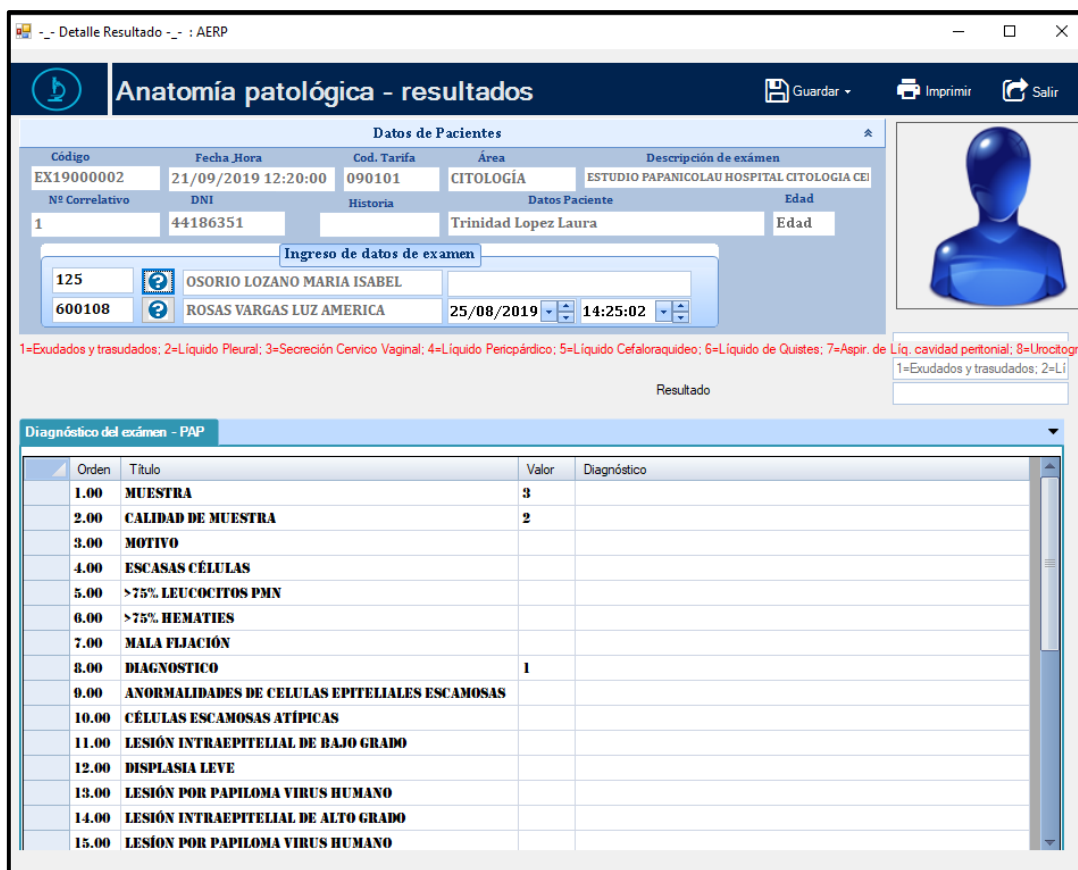 -_- Detalle Resultado -_- : AERP
Anatomía patológica - resultados
Guardar
Imprimir
Salir
Datos de Pacientes
Código Fecha Hora Cod. Tarifa Área Descripción de exámen
EX19000002 21/09/2019 12:20:00 090101 CITOLOGÍA ESTUDIO PAPANICOLAU HOSPITAL CITOLOGIA CE
Nº Correlativo DNI Historia Datos Paciente Edad
1 44186351 Trinidad Lopez Laura Edad
Ingreso de datos de examen
125 OSORIO LOZANO MARIA ISABEL
600108 ROSAS VARGAS LUZ AMERICA 25/08/2019 14:25:02
1=Exudados y trasudados; 2=Líquido Pleural; 3=Secreción Cervico Vaginal; 4=Líquido Pericpárdico; 5=Líquido Cefaloraquideo; 6=Líquido de Quistes; 7=Aspir. de Líq. cavidad peritonial; 8=Urocitogr
1=Exudados y trasudados; 2=Lí
Resultado
Diagnóstico del exámen - PAP
Orden Título Valor Diagnóstico
1.00 MUESTRA 3
2.00 CALIDAD DE MUESTRA 2
3.00 MOTIVO
4.00 ESCASAS CÉLULAS
5.00 >75% LEUCOCITOS PMN
6.00 >75% HEMATIES
7.00 MALA FIJACIÓN
8.00 DIAGNOSTICO 1
9.00 ANORMALIDADES DE CELULAS EPITELIALES ESCAMOSAS
10.00 CÉLULAS ESCAMOSAS ATÍPICAS
11.00 LESIÓN INTRAEPITELIAL DE BAJO GRADO
12.00 DISPLASIA LEVE
13.00 LESIÓN POR PAPILOMA VIRUS HUMANO
14.00 LESIÓN INTRAEPITELIAL DE ALTO GRADO
15.00 LESÍON POR PAPILOMA VIRUS HUMANO